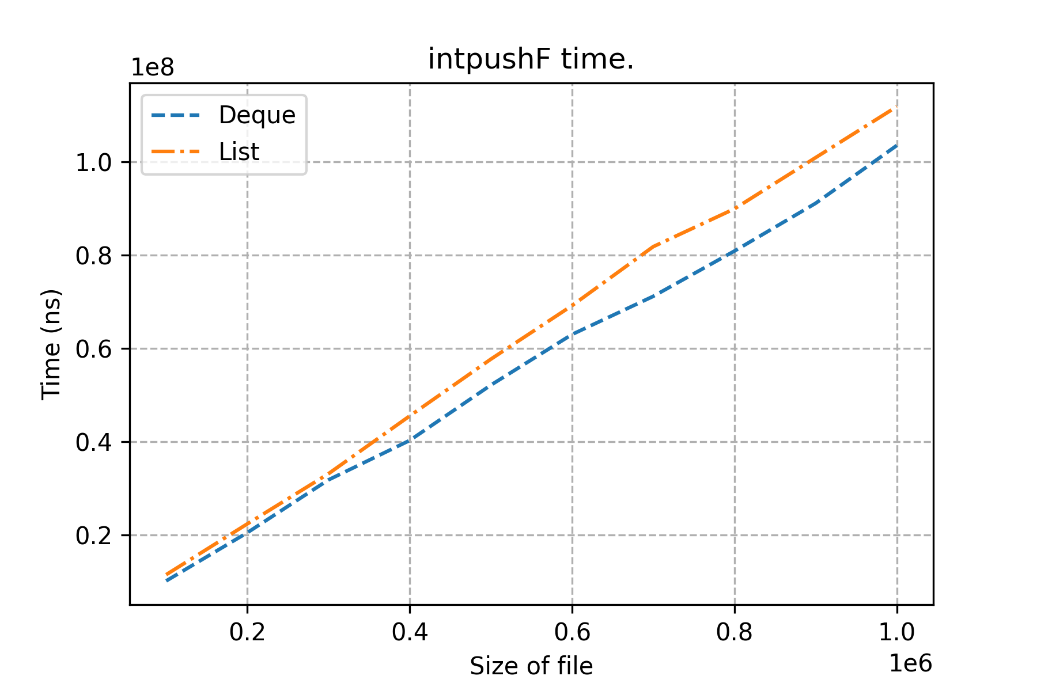 intpushF time.
1e8
Deque
List
1.0
0.8
0.6
0.4
0.2
Time (ns)
0.2 0.4 0.6 0.8 1.0
Size of file
1e6